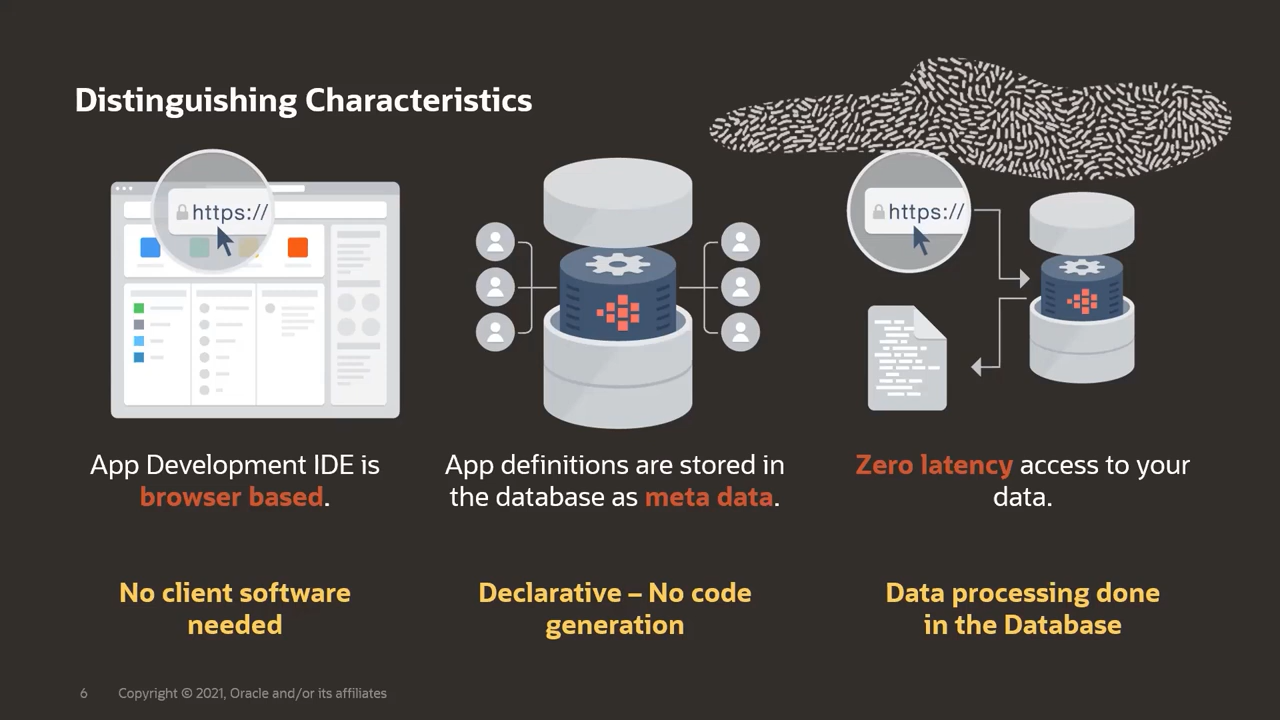 Distinguishing Characteristics
https://
https://
App Development IDE is
browser based.
App definitions are stored in
the database as meta data.
Zero latency access to your
data.
No client software
needed
Declarative – No code
generation
Data processing done
in the Database
6
Copyright © 2021, Oracle and/or its affiliates